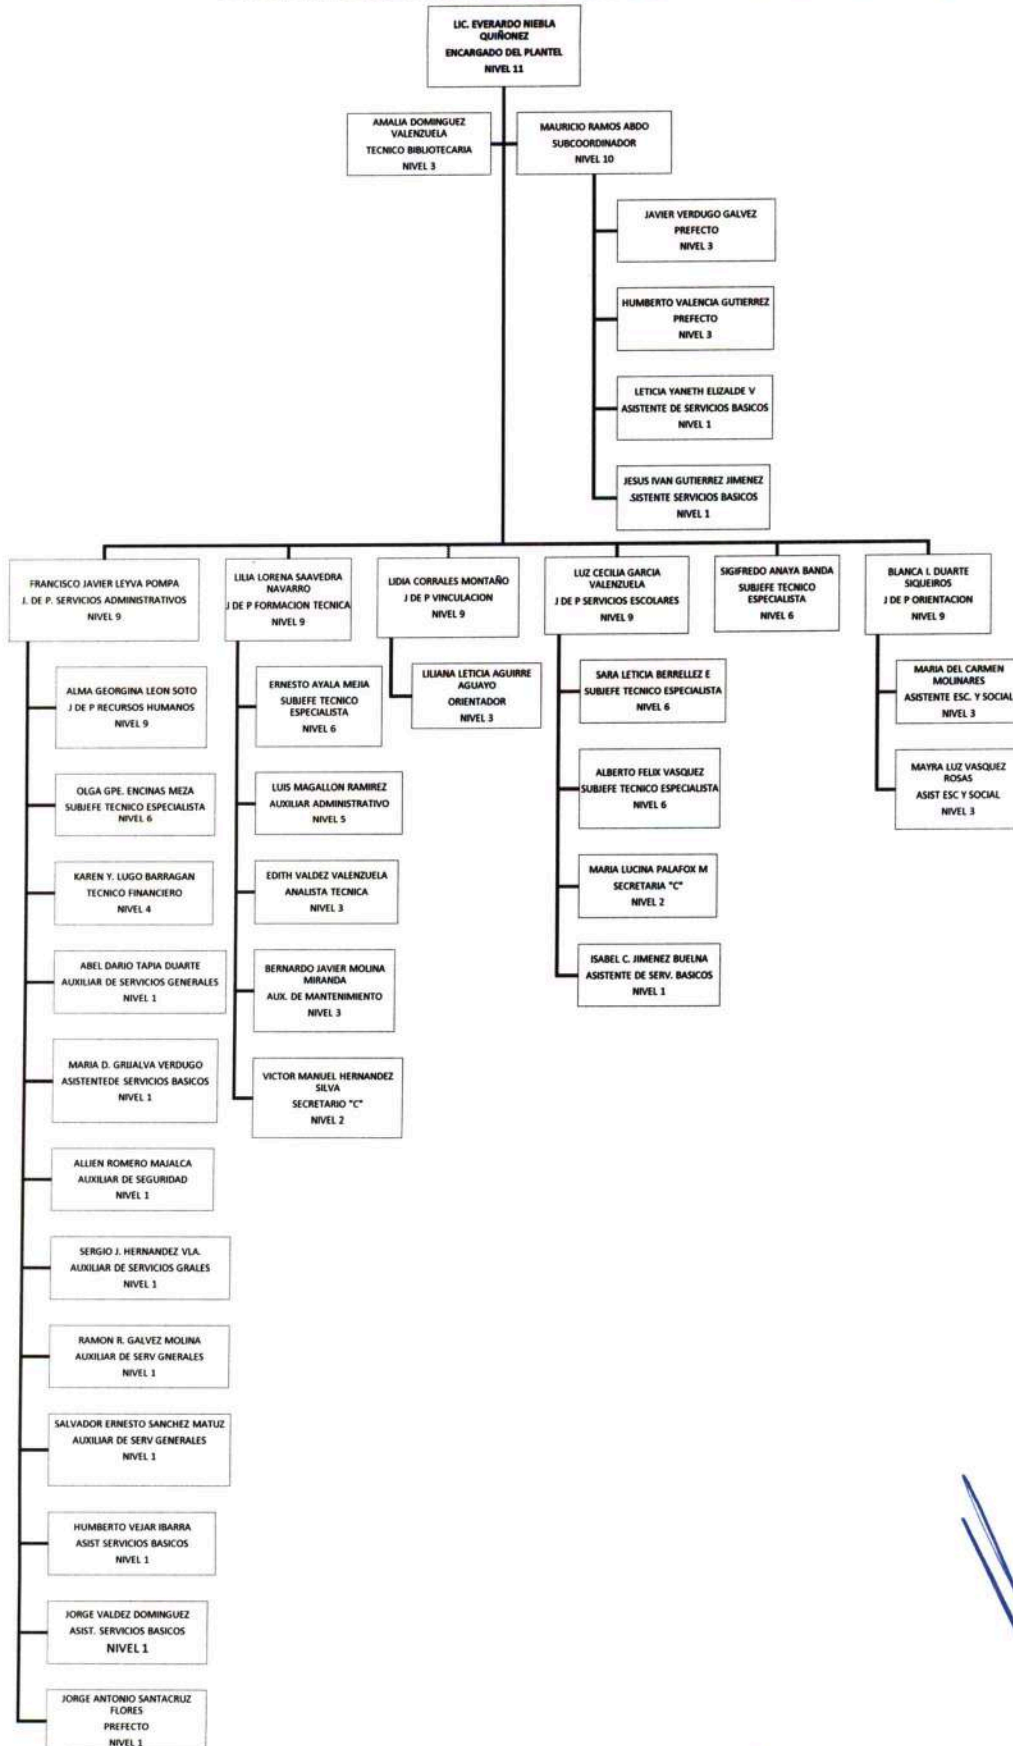 LIC. EVERARDO NIEBLA
QUIÑONEZ
ENCARGADO DEL PLANTEL
NIVEL 11
AMALIA DOMINGUEZ
VALENZUELA
TECNICO BIBLIOTECARIA
NIVEL 3
MAURICIO RAMOS ABDO
SUBCOORDINADOR
NIVEL 10
JAVIER VERDUGO GALVEZ
PREFECTO
NIVEL 3
HUMBERTO VALENCIA GUTIERREZ
PREFECTO
NIVEL 3
LETICIA YANETH ELIZALDE V
ASISTENTE DE SERVICIOS BASICOS
NIVEL 1
JESUS IVAN GUTIERREZ JIMENEZ
.SISTENTE SERVICIOS BASICOS
NIVEL 1
FRANCISCO JAVIER LEYVA POMPA
J. DE P. SERVICIOS ADMINISTRATIVOS
NIVEL 9
ALMA GEORGINA LEON SOTO
J DE P RECURSOS HUMANOS
NIVEL 9
OLGA GPE. ENCINAS MEZA
SUBJEFE TECNICO ESPECIALISTA
NIVEL 6
KAREN Y. LUGO BARRAGAN
TECNICO FINANCIERO
NIVEL 4
ABEL DARIO TAPIA DUARTE
AUXILIAR DE SERVICIOS GENERALES
NIVEL 1
MARIA D. GRIJALVA VERDUGO
ASISTENTEDE SERVICIOS BASICOS
NIVEL 1
ALLIEN ROMERO MAJALCA
AUXILIAR DE SEGURIDAD
NIVEL 1
SERGIO J. HERNANDEZ VLA.
AUXILIAR DE SERVICIOS GRALES
NIVEL 1
RAMON R. GALVEZ MOLINA
AUXILIAR DE SERV GNERALES
NIVEL 1
SALVADOR ERNESTO SANCHEZ MATUZ
AUXILIAR DE SERV GENERALES
NIVEL 1
HUMBERTO VEJAR IBARRA
ASIST SERVICIOS BASICOS
NIVEL 1
JORGE VALDEZ DOMINGUEZ
ASIST. SERVICIOS BASICOS
NIVEL 1
JORGE ANTONIO SANTACRUZ
FLORES
PREFECTO
NIVEL 1
LILIA LORENA SAAVEDRA
NAVARRO
J DE P FORMACION TECNICA
NIVEL 9
ERNESTO AYALA MEJIA
SUBJEFE TECNICO
ESPECIALISTA
NIVEL 6
LUIS MAGALLON RAMIREZ
AUXILIAR ADMINISTRATIVO
NIVEL 5
EDITH VALDEZ VALENZUELA
ANALISTA TECNICA
NIVEL 3
BERNARDO JAVIER MOLINA
MIRANDA
AUX. DE MANTENIMIENTO
NIVEL 3
VICTOR MANUEL HERNANDEZ
SILVA
SECRETARIO "C"
NIVEL 2
LIDIA CORRALES MONTAÑO
J DE P VINCULACION
NIVEL 9
LILIANA LETICIA AGUIRRE
AGUAYO
ORIENTADOR
NIVEL 3
LUZ CECILIA GARCIA
VALENZUELA
J DE P SERVICIOS ESCOLARES
NIVEL 9
SARA LETICIA BERRELLEZ E
SUBJEFE TECNICO ESPECIALISTA
NIVEL 6
ALBERTO FELIX VASQUEZ
SUBJEFE TECNICO ESPECIALISTA
NIVEL 6
MARIA LUCINA PALAFOX M
SECRETARIA "C"
NIVEL 2
ISABEL C. JIMENEZ BUELNA
ASISTENTE DE SERV. BASICOS
NIVEL 1
SIGIFREDO ANAYA BANDA
SUBJEFE TECNICO
ESPECIALISTA
NIVEL 6
BLANCA I. DUARTE
SIQUEIROS
J DE P ORIENTACION
NIVEL 9
MARIA DEL CARMEN
MOLINARES
ASISTENTE ESC. Y SOCIAL
NIVEL 3
MAYRA LUZ VASQUEZ
ROSAS
ASIST ESC Y SOCIAL
NIVEL 3